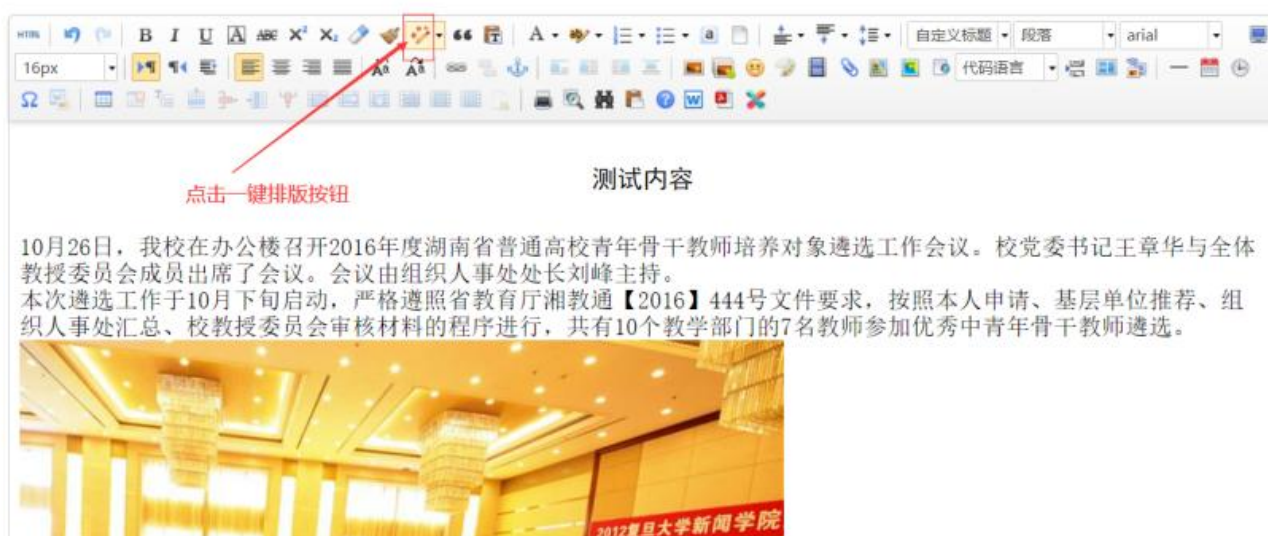 HTML B I U A ABC X² X₂ A 自定义标题 段落 arial
16px 代码语言
Ω
点击一键排版按钮
测试内容
10月26日，我校在办公楼召开2016年度湖南省普通高校青年骨干教师培养对象遴选工作会议。校党委书记王章华与全体
教授委员会成员出席了会议。会议由组织人事处处长刘峰主持。
本次遴选工作于10月下旬启动，严格遵照省教育厅湘教通【2016】444号文件要求，按照本人申请、基层单位推荐、组
织人事处汇总、校教授委员会审核材料的程序进行，共有10个教学部门的7名教师参加优秀中青年骨干教师遴选。
2012复旦大学新闻学院